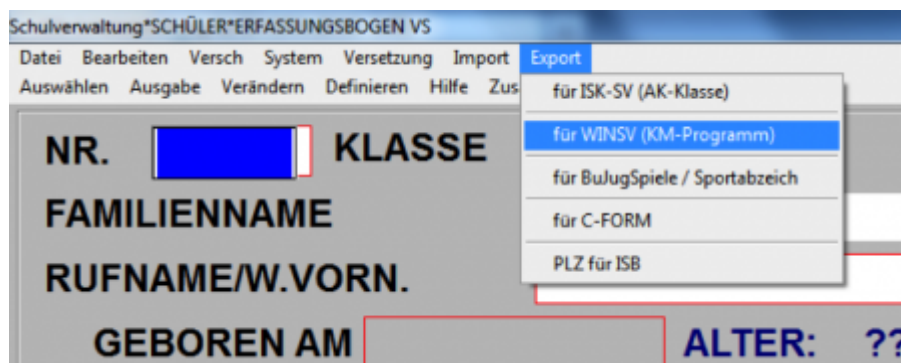 Schulverwaltung*SCHÜLER*ERFASSUNGSBOGEN VS
Datei Bearbeiten Versch System Versetzung Import Export
Auswählen Ausgabe Verändern Definieren Hilfe Zus
für ISK-SV (AK-Klasse)
für WINSV (KM-Programm)
für BuJugSpiele / Sportabzeich
für C-FORM
PLZ für ISB
NR. KLASSE
FAMILIENNAME
RUFNAME/W.VORN.
GEBOREN AM ALTER: ??